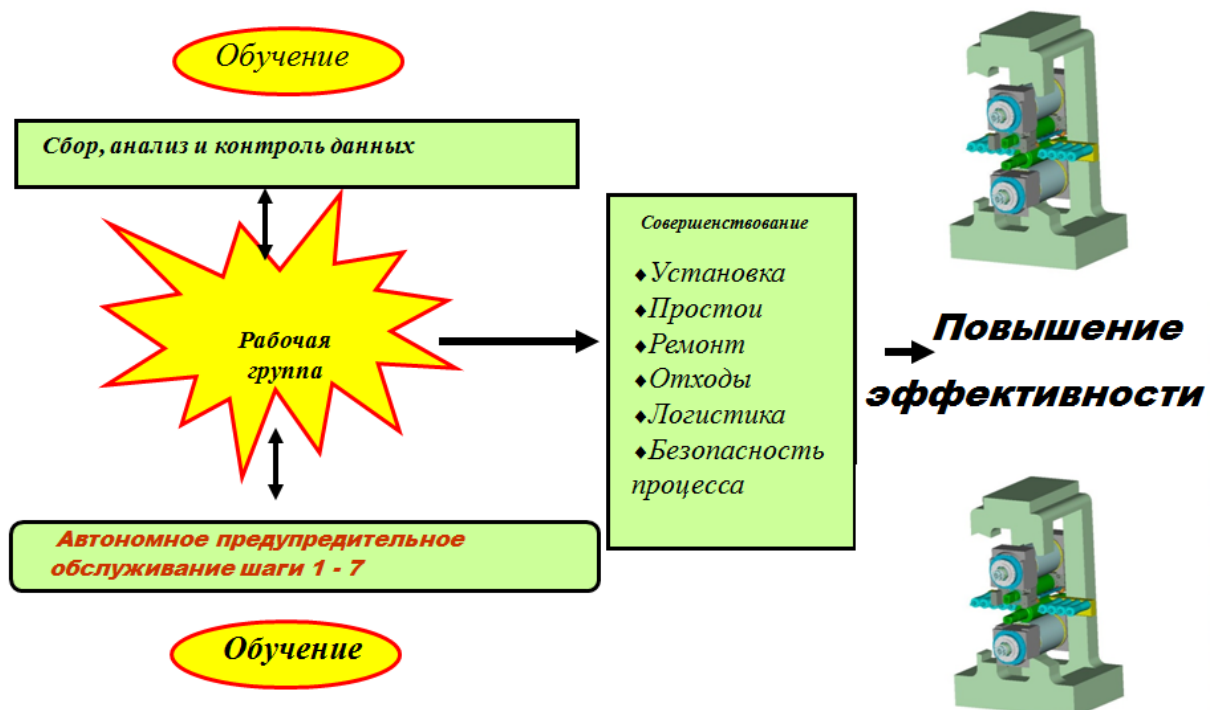 Обучение
Сбор, анализ и контроль данных
Рабочая
группа
Автономное предупредительное
обслуживание шаги 1 - 7
Обучение
Совершенствование
♦Установка
♦Простои
♦Ремонт
♦Отходы
♦Логистика
♦Безопасность
процесса
Повышение
эффективности